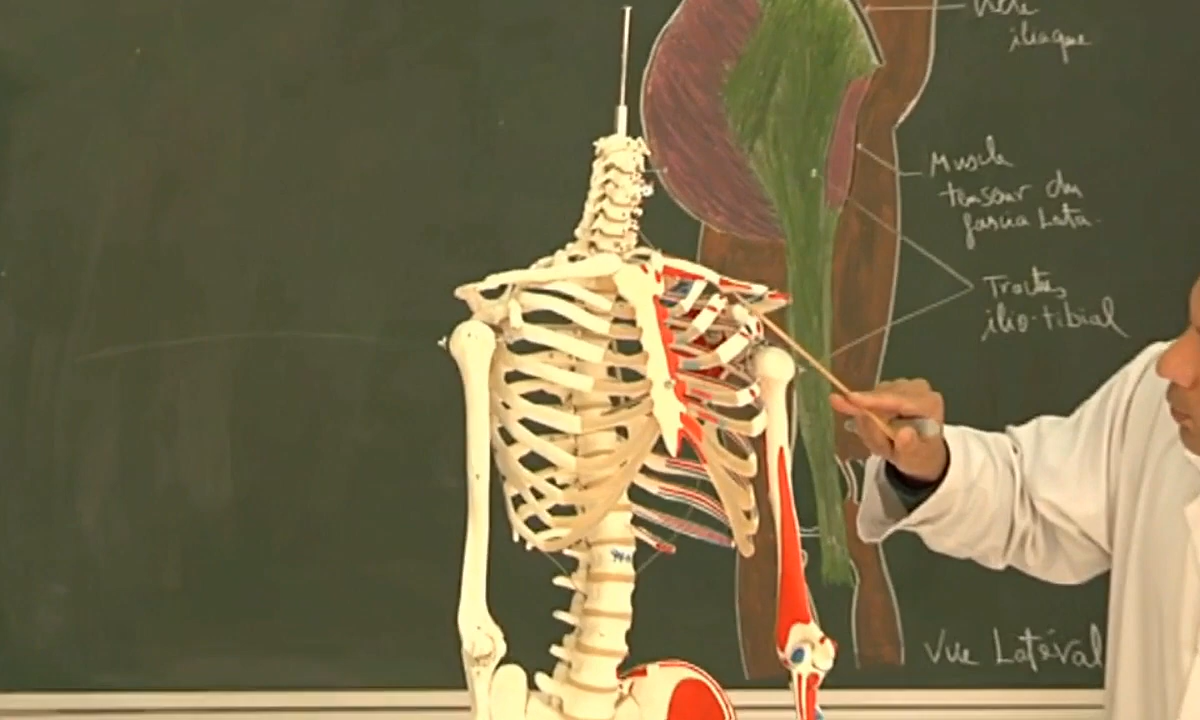 iliaque
Muscle
tenseur du
fascia Lata.
Tractus
ilio-tibial
Vue Latéral